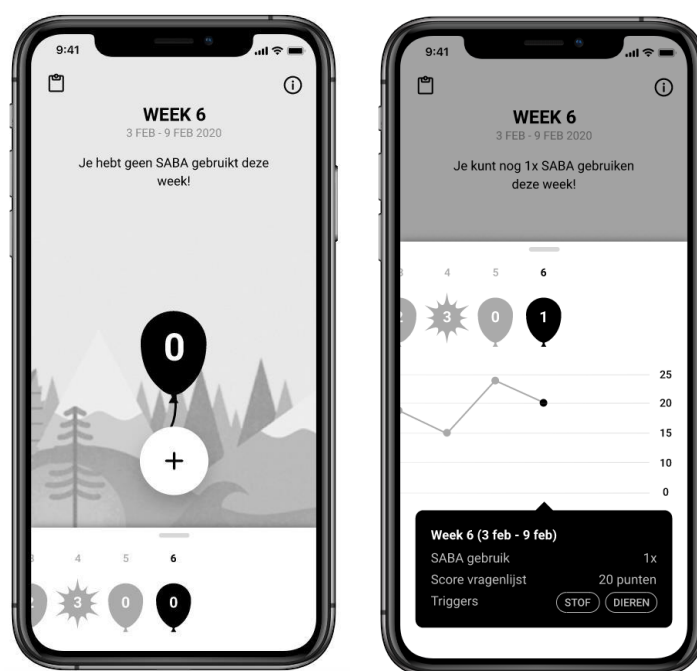 9:41
WEEK 6
3 FEB - 9 FEB 2020
Je hebt geen SABA gebruikt deze
week!
0
+
4 5 6
2 3 0 0
9:41
WEEK 6
3 FEB - 9 FEB 2020
Je kunt nog 1x SABA gebruiken
deze week!
4 5 6
2 3 0 1
25
20
15
10
0
Week 6 (3 feb - 9 feb)
SABA gebruik 1x
Score vragenlijst 20 punten
Triggers STOF DIEREN